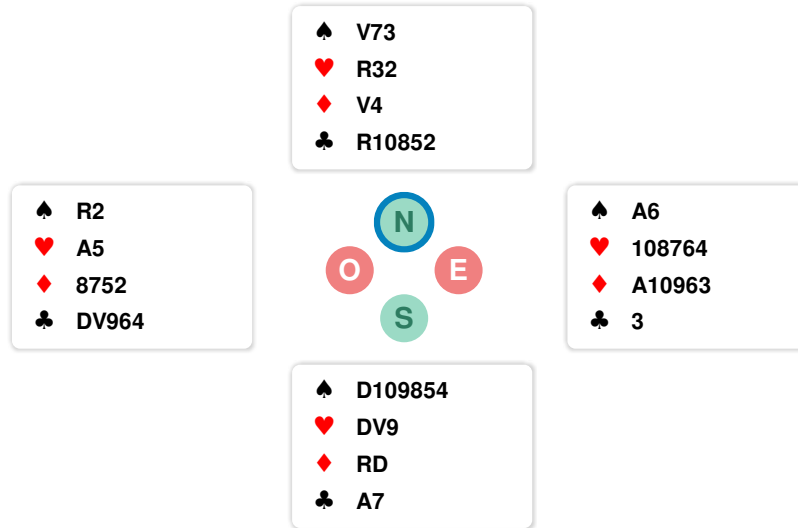 ♠ V73
♥ R32
♦ V4
♣ R10852
♠ R2
♥ A5
♦ 8752
♣ DV964
N
O
E
S
♠ A6
♥ 108764
♦ A10963
♣ 3
♠ D109854
♥ DV9
♦ RD
♣ A7